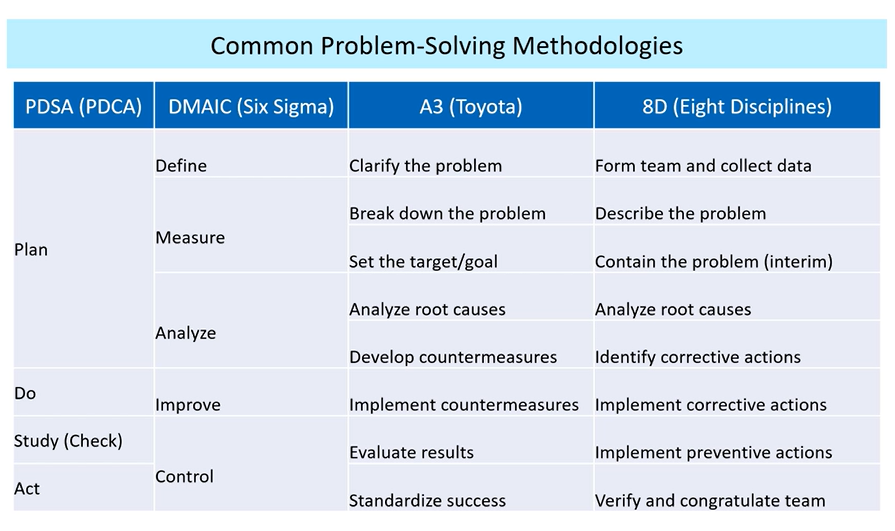 Common Problem-Solving Methodologies
PDSA (PDCA) DMAIC (Six Sigma) A3 (Toyota) 8D (Eight Disciplines)
Define Clarify the problem Form team and collect data
Break down the problem Describe the problem
Measure
Plan
Set the target/goal Contain the problem (interim)
Analyze root causes Analyze root causes
Analyze
Develop countermeasures Identify corrective actions
Do
Improve Implement countermeasures Implement corrective actions
Study (Check)
Evaluate results Implement preventive actions
Control
Act
Standardize success Verify and congratulate team